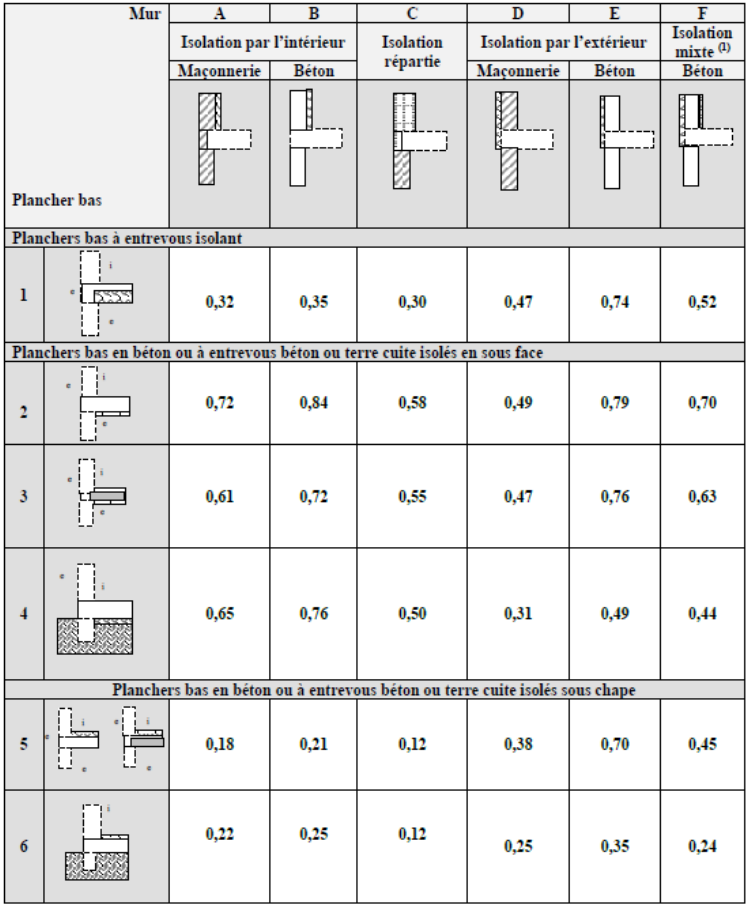 Mur A B C D E F
Isolation par l’intérieur Isolation répartie Isolation par l’extérieur Isolation mixte (1)
Maçonnerie Béton Maçonnerie Béton Béton
Plancher bas
Planchers bas à entrevous isolant
i
e
e
1 0,32 0,35 0,30 0,47 0,74 0,52
Planchers bas en béton ou à entrevous béton ou terre cuite isolés en sous face
i
e
e
2 0,72 0,84 0,58 0,49 0,79 0,70
i
e
e
3 0,61 0,72 0,55 0,47 0,76 0,63
e
i
4 0,65 0,76 0,50 0,31 0,49 0,44
Planchers bas en béton ou à entrevous béton ou terre cuite isolés sous chape
i e i
e
e e
5 0,18 0,21 0,12 0,38 0,70 0,45
i
6 0,22 0,25 0,12 0,25 0,35 0,24